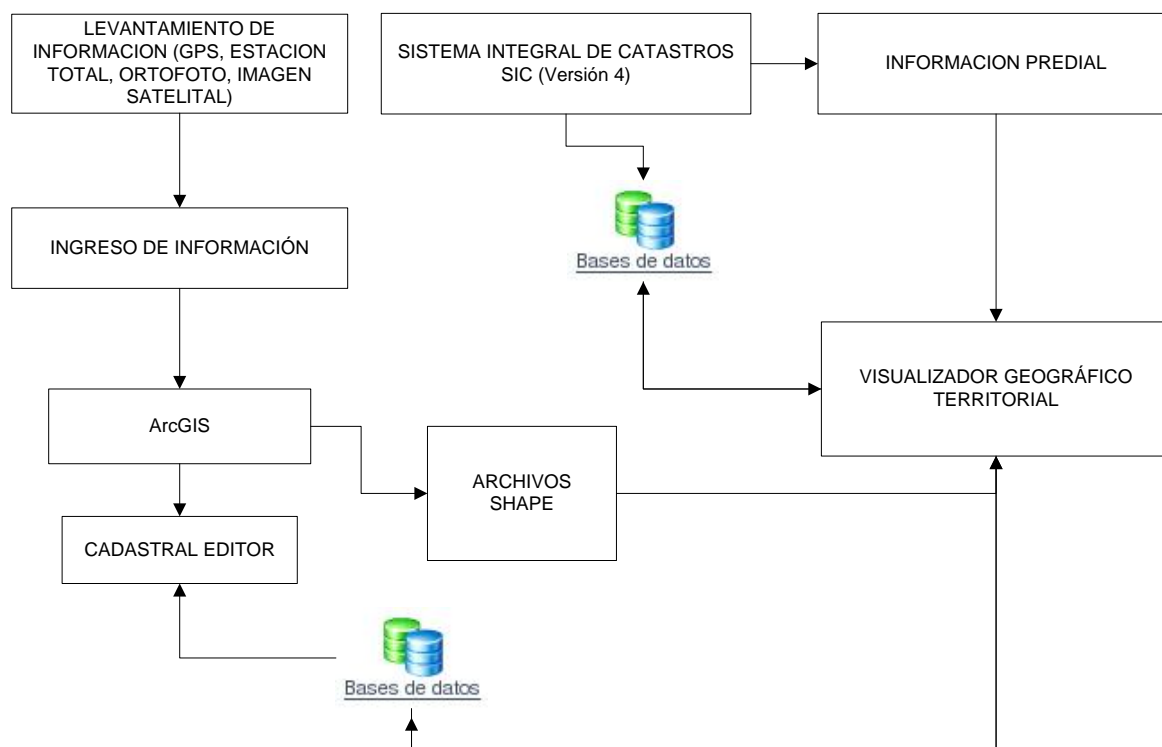 LEVANTAMIENTO DE
INFORMACION (GPS, ESTACION
TOTAL, ORTOFOTO, IMAGEN
SATELITAL)
SISTEMA INTEGRAL DE CATASTROS
SIC (Versión 4)
INFORMACION PREDIAL
INGRESO DE INFORMACIÓN
Bases de datos
VISUALIZADOR GEOGRÁFICO
TERRITORIAL
ArcGIS
ARCHIVOS
SHAPE
CADASTRAL EDITOR
Bases de datos